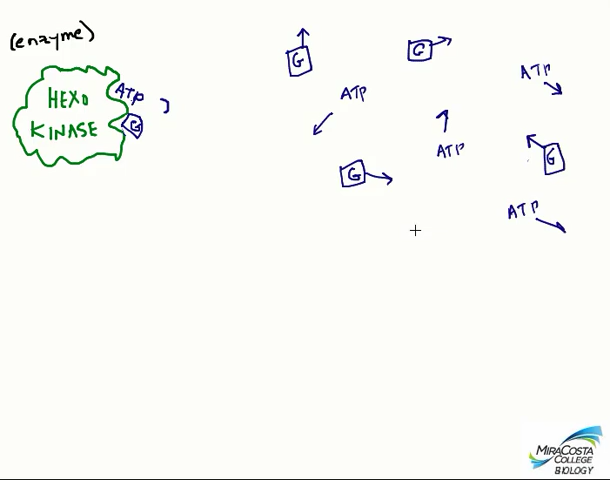 (enzyme)
HEXO
KINASE
ATP
G
G
G
ATP
ATP
ATP
G
G
ATP
MIRACOSTA
COLLEGE
BIOLOGY